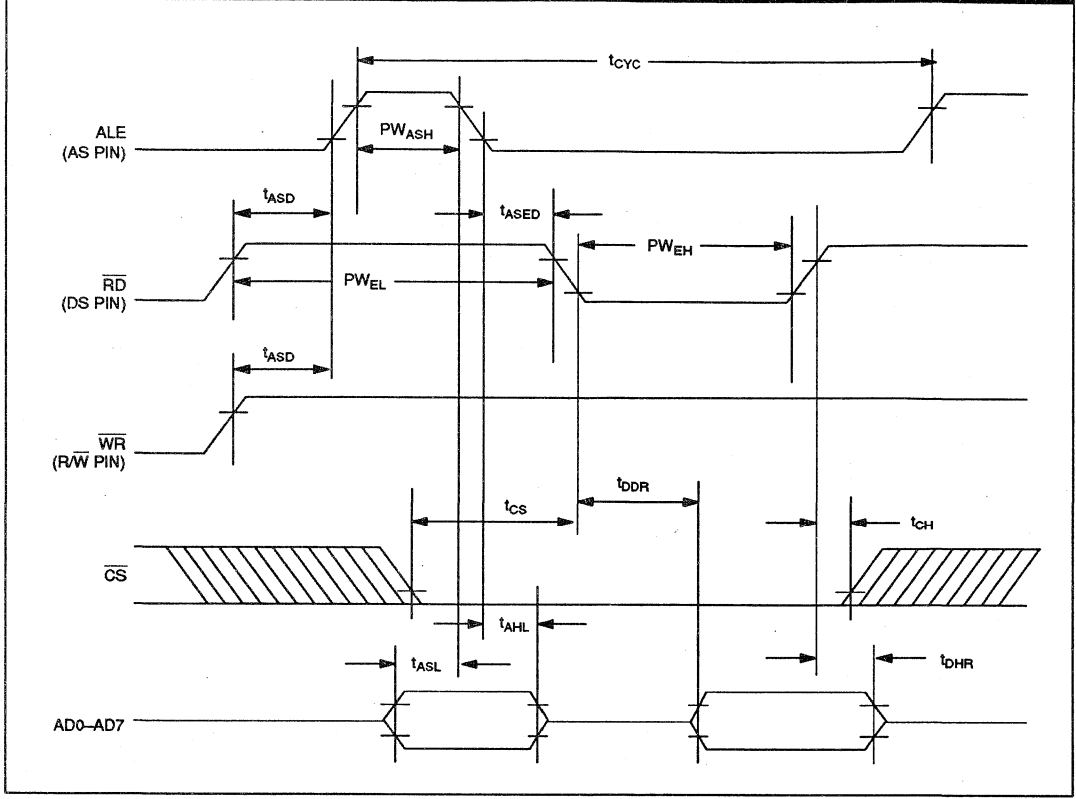 tCYC
ALE
(AS PIN)
PWASH
tASD
tASED
RD
(DS PIN)
PWEL
PWEH
tASD
WR
(R/W PIN)
tCS
tDDR
tCH
CS
tAHL
tASL
tDHR
AD0–AD7